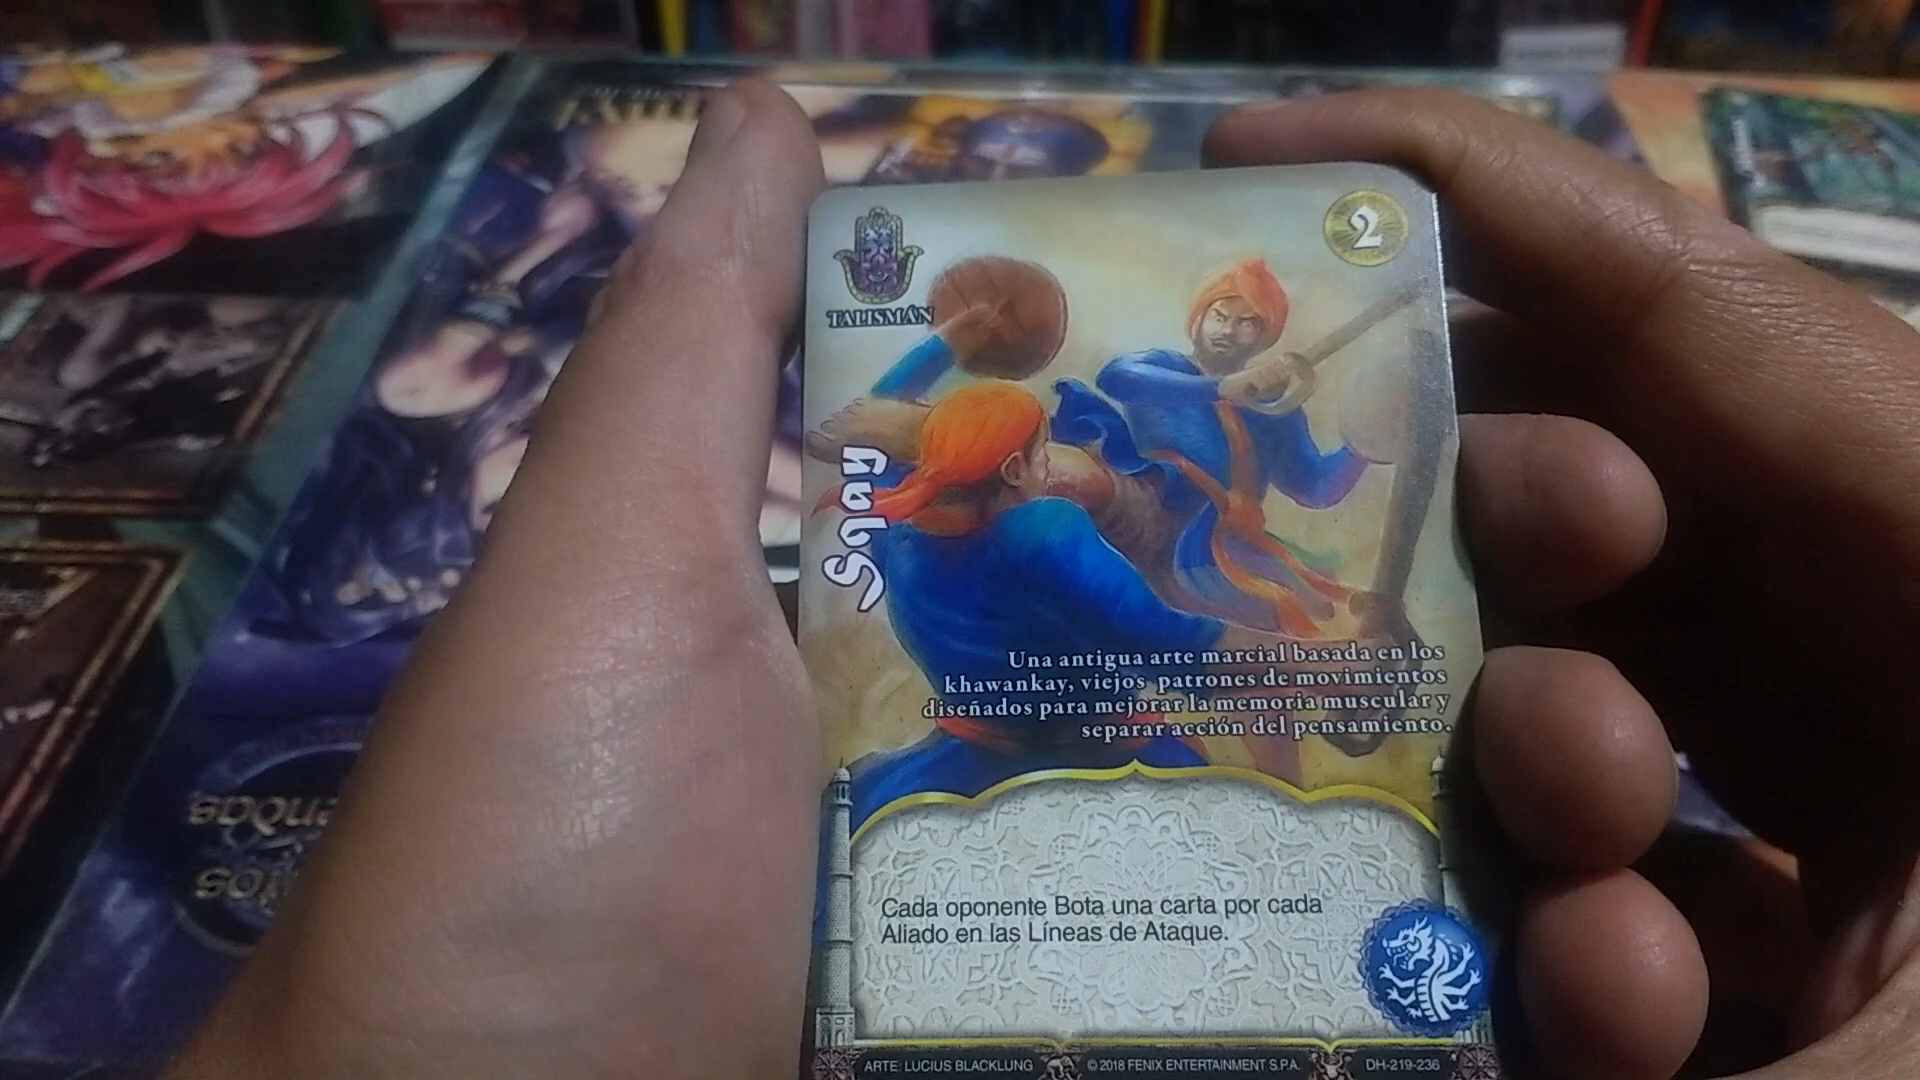 2
TALISMÁN
Snay
Una antigua arte marcial basada en los
khawankay, viejos patrones de movimientos
diseñados para mejorar la memoria muscular y
separar acción del pensamiento.
Cada oponente Bota una carta por cada
Aliado en las Líneas de Ataque.
ARTE: LUCIUS BLACKLUNG
© 2018 FENIX ENTERTAINMENT S.P.A.
DH-219-236